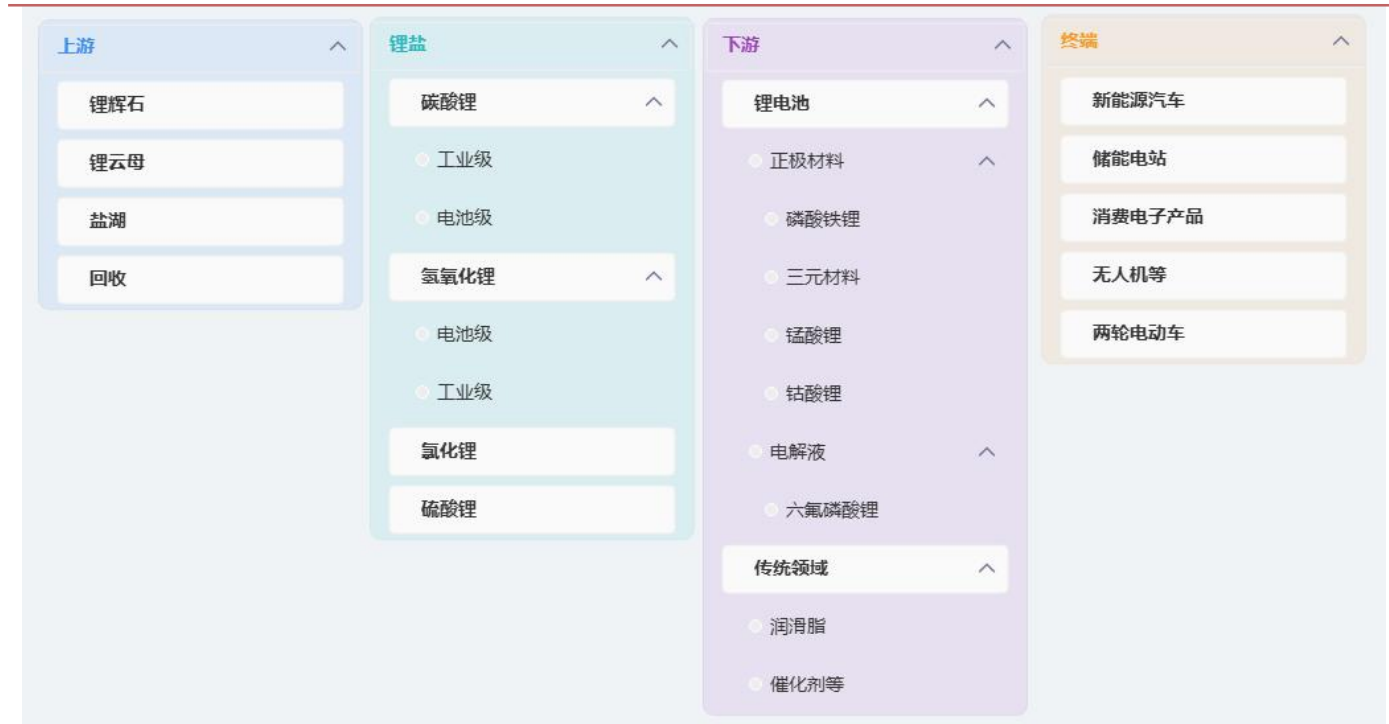 上游
锂辉石
锂云母
盐湖
回收
锂盐
碳酸锂
工业级
电池级
氢氧化锂
电池级
工业级
氯化锂
硫酸锂
下游
锂电池
正极材料
磷酸铁锂
三元材料
锰酸锂
钴酸锂
电解液
六氟磷酸锂
传统领域
润滑脂
催化剂等
终端
新能源汽车
储能电站
消费电子产品
无人机等
两轮电动车